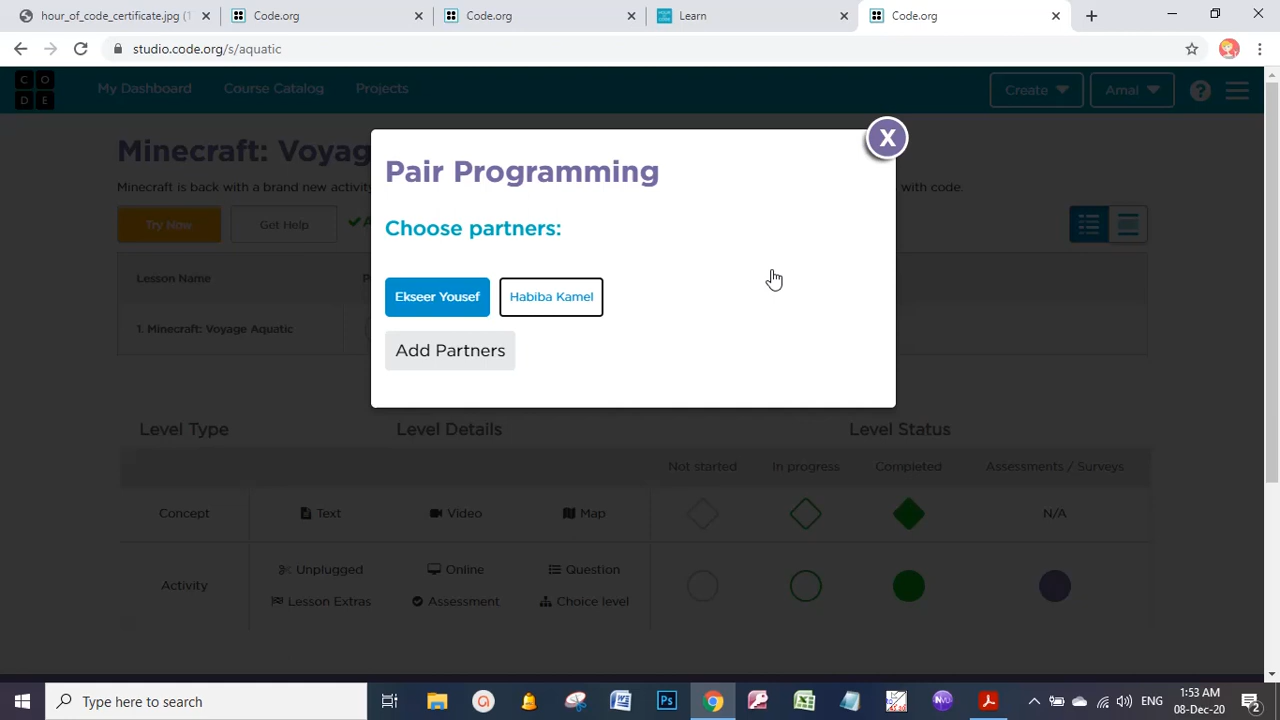 hour_of_code_certificate.jpg (1
Code.org
Code.org
Learn
Code.org
studio.code.org/s/aquatic
CODE
My Dashboard
Course Catalog
Projects
Create
Amal
Pair Programming
X
Minecraft: Voyag
Minecraft is back with a brand new activity
with code.
Try Now
Get Help
Choose partners:
Lesson Name
Ekseer Yousef
Habiba Kamel
1. Minecraft: Voyage Aquatic
Add Partners
Level Type
Level Details
Level Status
Not started
In progress
Completed
Assessments / Surveys
Concept
Text
Video
Map
N/A
Activity
Unplugged
Online
Question
Lesson Extras
Assessment
Choice level
Type here to search
ENG
1:53 AM
08-Dec-20
2